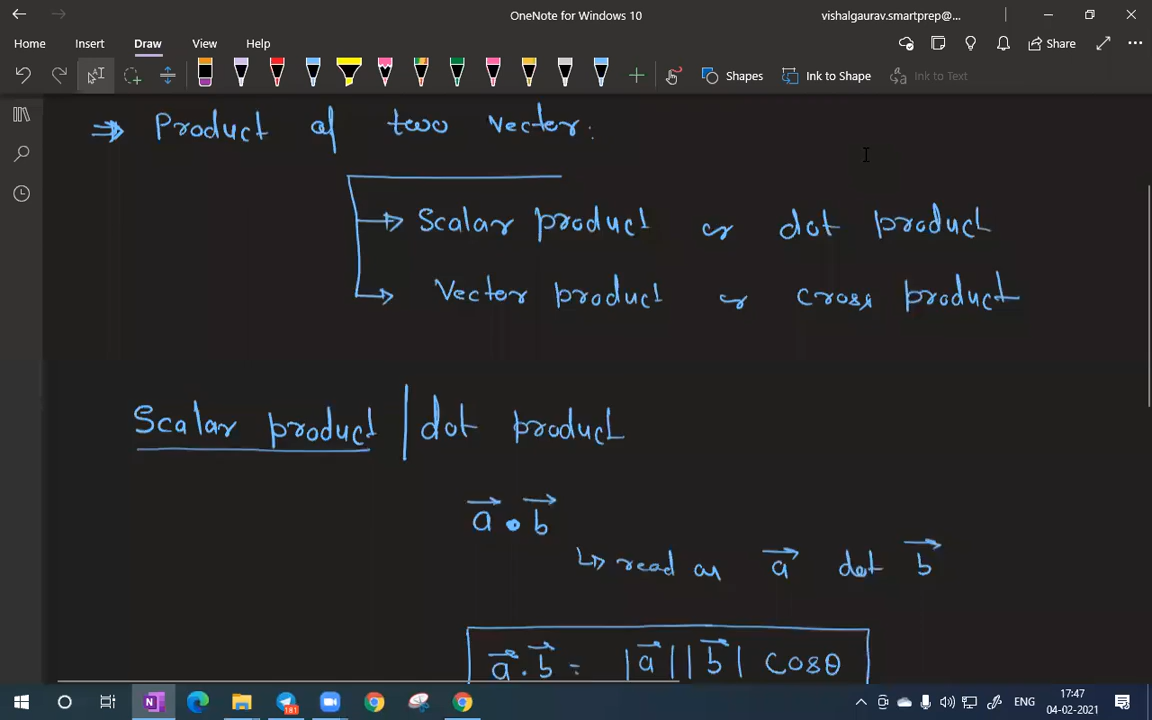 OneNote for Windows 10
vishalgaurav.smartprep@...
Home Insert Draw View Help
Share
Shapes Ink to Shape Ink to Text
⇒ Product of two Vector:
→ Scalar product or dot product
→ Vector product or cross product
Scalar product | dot product
a⃗ • b⃗
↳ read as a⃗ dot b⃗
a⃗ . b⃗ = |a⃗| |b⃗| cosθ
181
ENG
17:47
04-02-2021